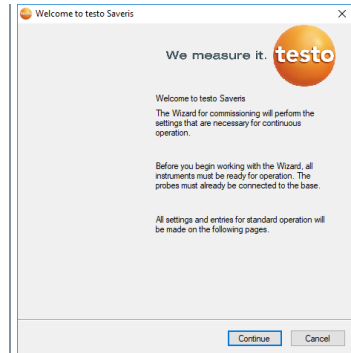 Welcome to testo Saveris
We measure it. testo
Welcome to testo Saveris
The Wizard for commissioning will perform the
settings that are necessary for continuous
operation.
Before you begin working with the Wizard, all
instruments must be ready for operation. The
probes must already be connected to the base.
All settings and entries for standard operation will
be made on the following pages.
Continue Cancel